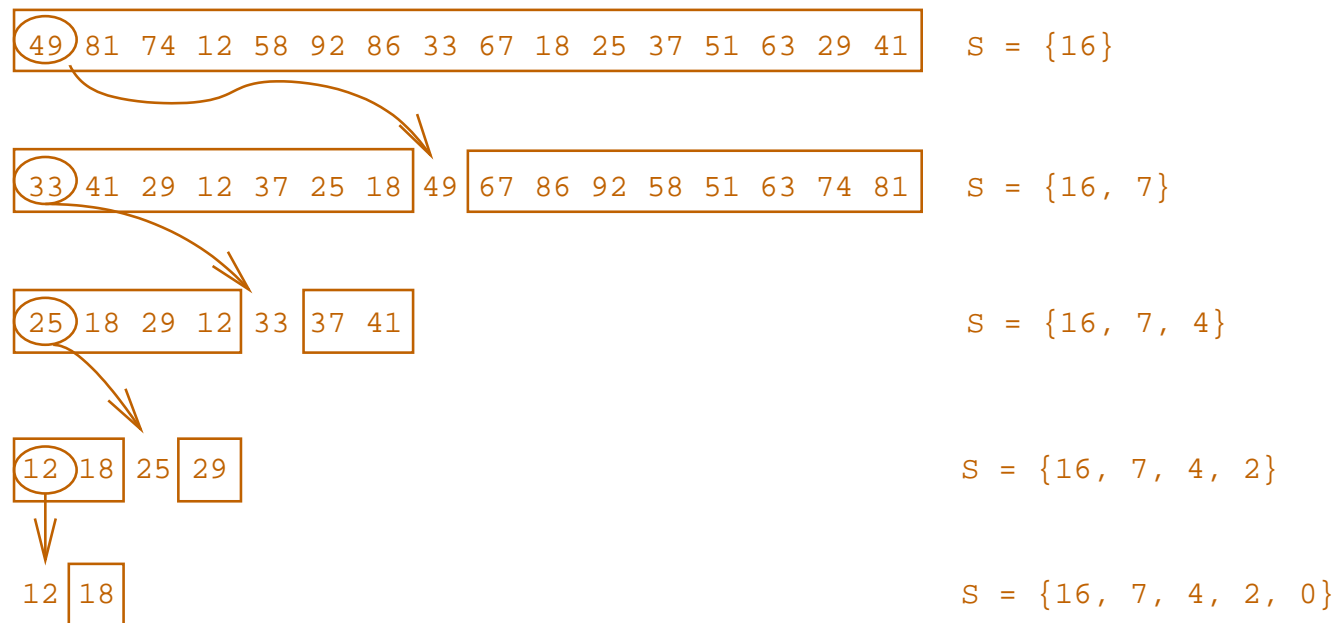 49 81 74 12 58 92 86 33 67 18 25 37 51 63 29 41 S = {16}
33 41 29 12 37 25 18 49 67 86 92 58 51 63 74 81 S = {16, 7}
25 18 29 12 33 37 41 S = {16, 7, 4}
12 18 25 29 S = {16, 7, 4, 2}
12 18 S = {16, 7, 4, 2, 0}